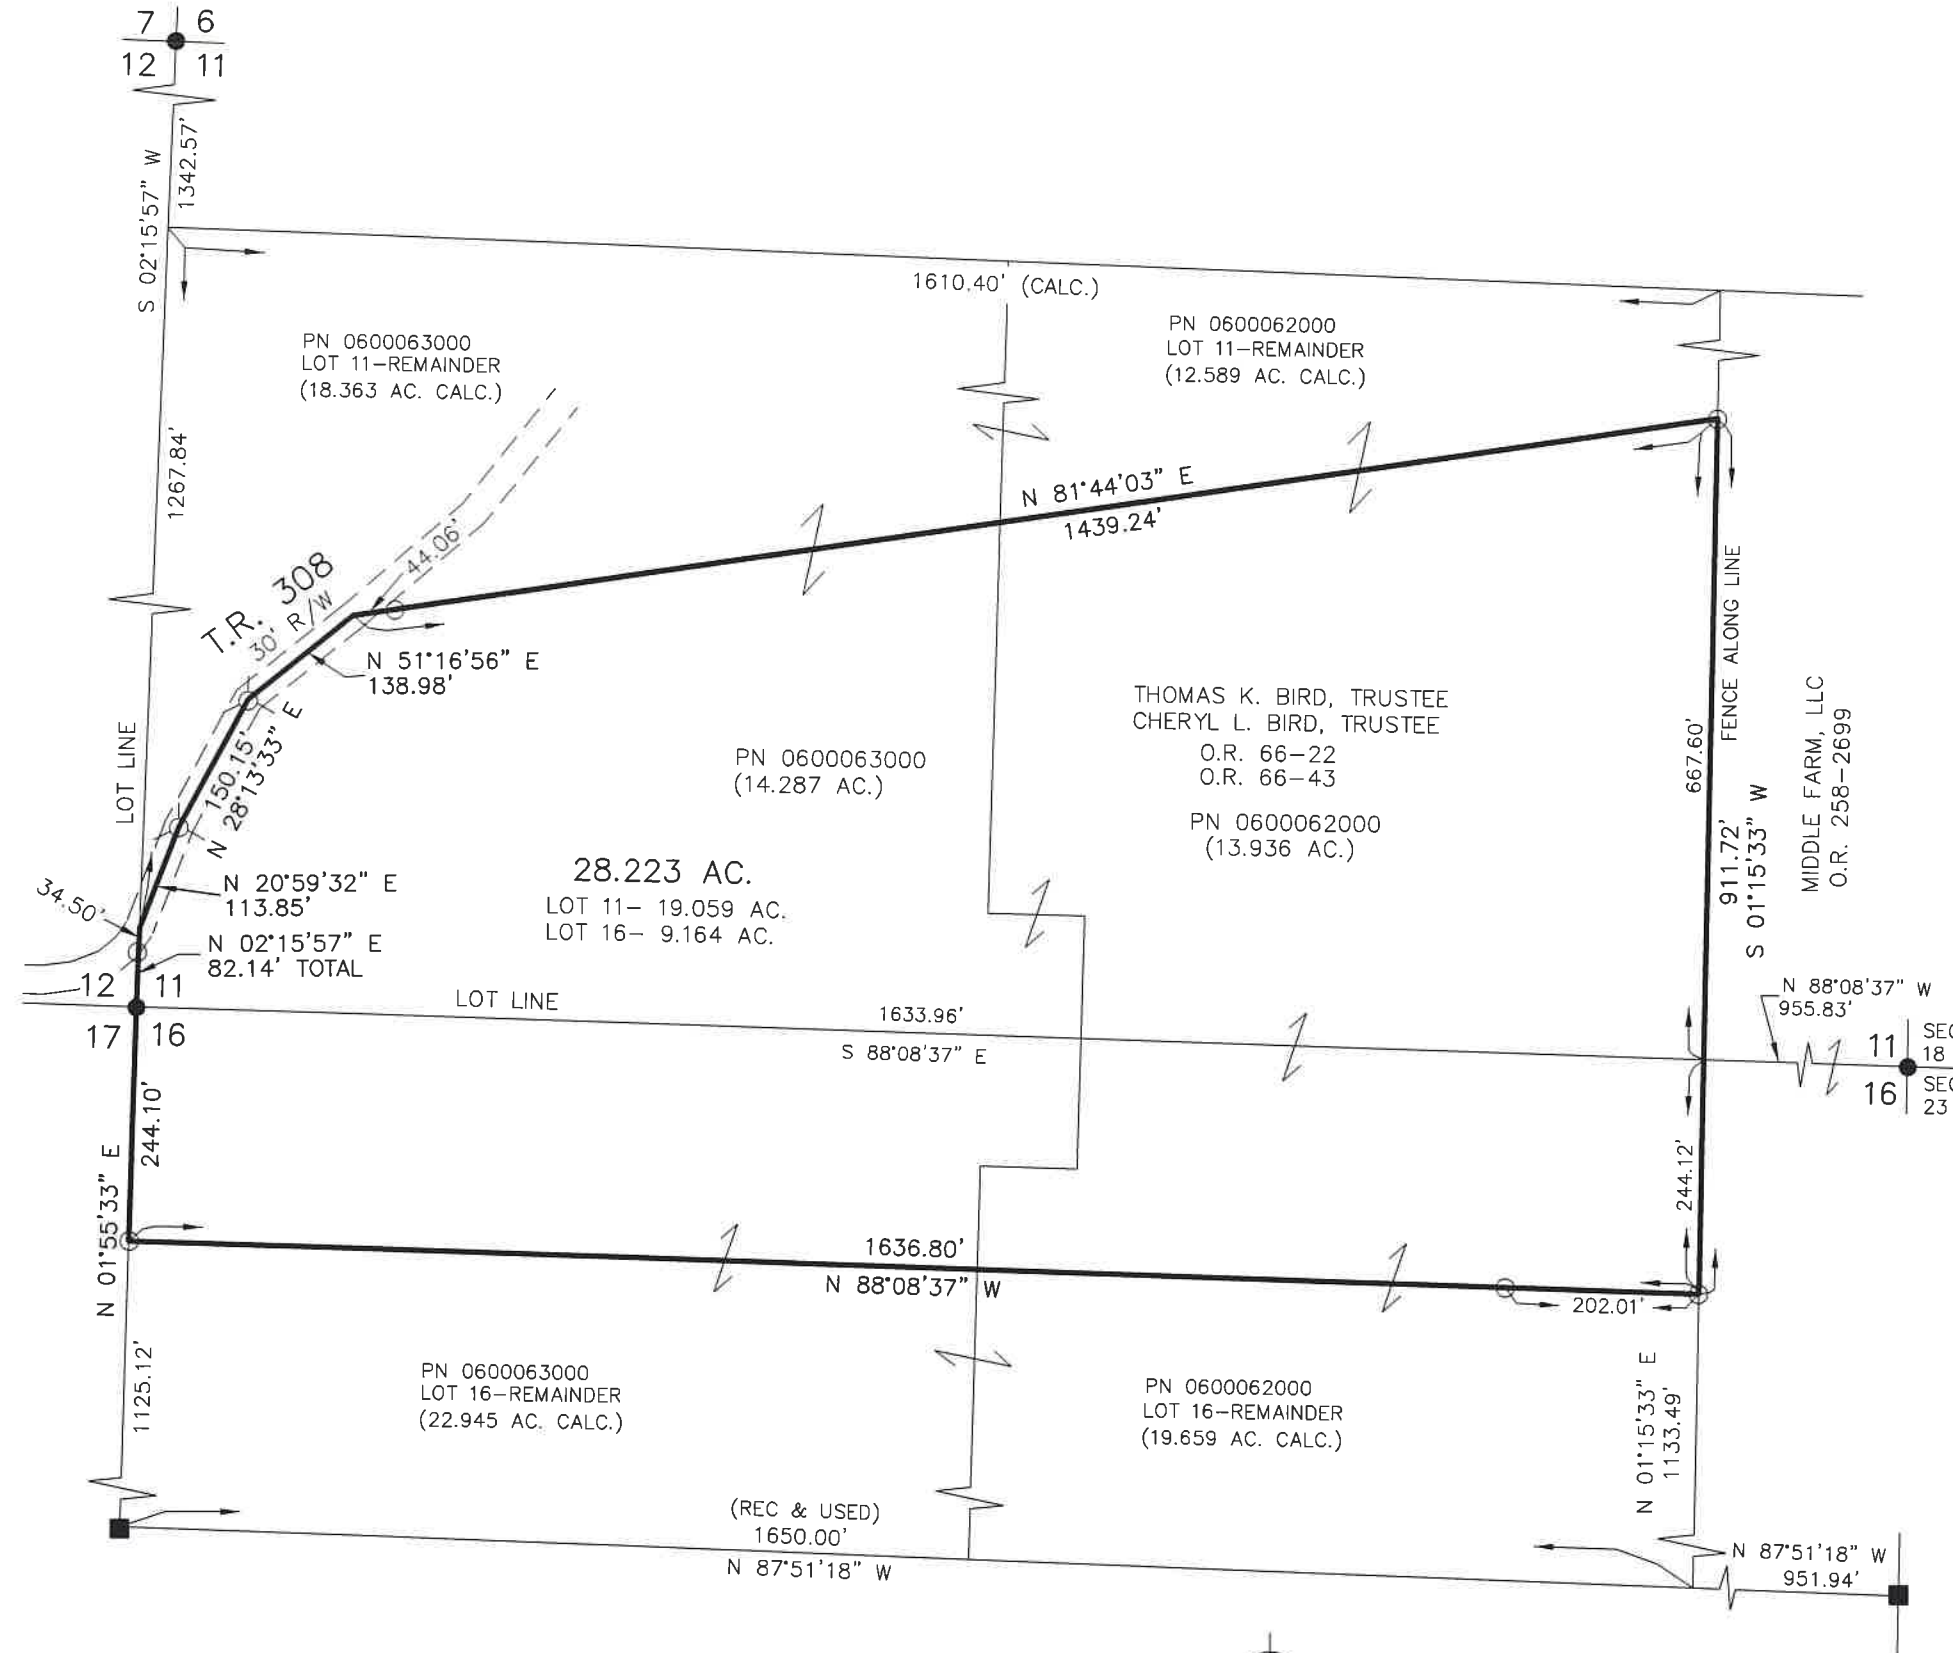 7 6
12 11
S 02°15'57" W
1342.57'
1610.40' (CALC.)
PN 0600063000
LOT 11-REMAINDER
(18.363 AC. CALC.)
PN 0600062000
LOT 11-REMAINDER
(12.589 AC. CALC.)
1267.84'
N 81°44'03" E
1439.24'
44.06'
T.R. 308
30' R/W
N 51°16'56" E
138.98'
FENCE ALONG LINE
667.60'
THOMAS K. BIRD, TRUSTEE
CHERYL L. BIRD, TRUSTEE
O.R. 66-22
O.R. 66-43
PN 0600062000
(13.936 AC.)
MIDDLE FARM, LLC
O.R. 258-2699
LOT LINE
150.15'
N 28°13'33" E
PN 0600063000
(14.287 AC.)
911.72'
S 01°15'33" W
28.223 AC.
LOT 11- 19.059 AC.
LOT 16- 9.164 AC.
34.50'
N 20°59'32" E
113.85'
N 02°15'57" E
82.14' TOTAL
12 11
17 16
LOT LINE
1633.96'
S 88°08'37" E
N 88°08'37" W
955.83'
11
16
SEC
18
SEC
23
244.10'
N 01°55'33" E
244.12'
1636.80'
N 88°08'37" W
202.01'
1125.12'
PN 0600063000
LOT 16-REMAINDER
(22.945 AC. CALC.)
PN 0600062000
LOT 16-REMAINDER
(19.659 AC. CALC.)
N 01°15'33" E
1133.49'
(REC & USED)
1650.00'
N 87°51'18" W
N 87°51'18" W
951.94'